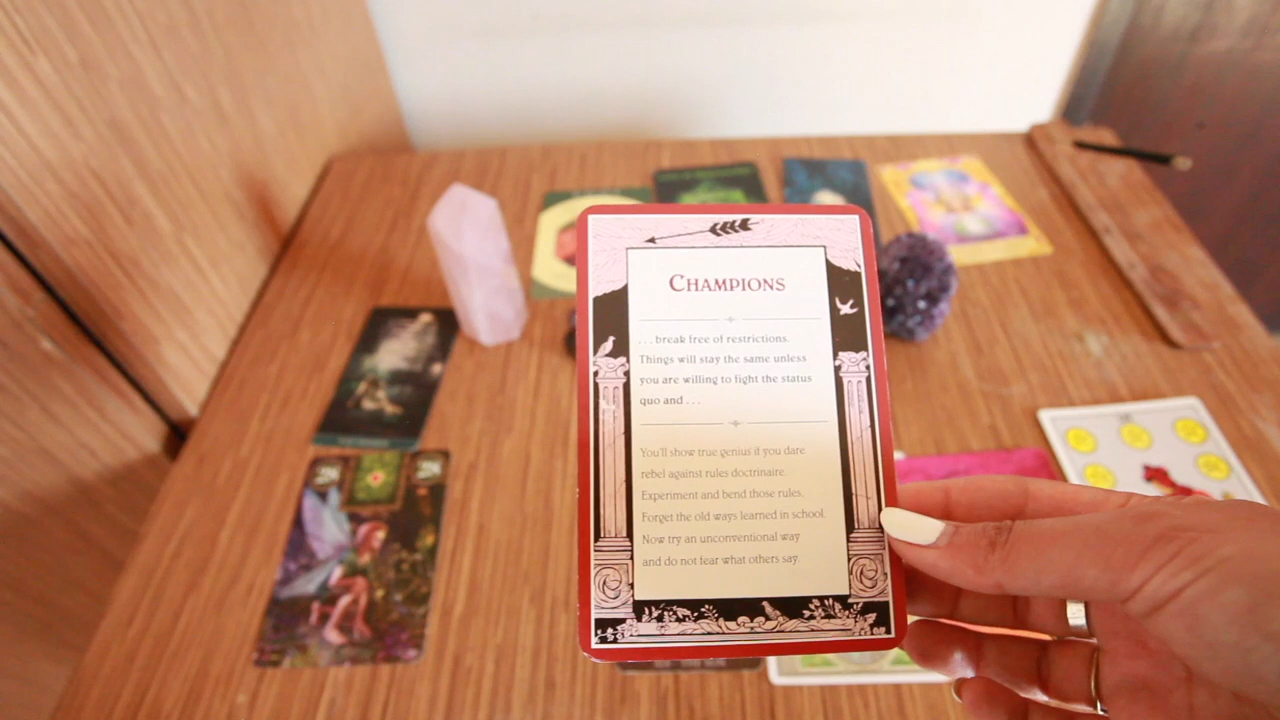 CHAMPIONS
. . . break free of restrictions.
Things will stay the same unless
you are willing to fight the status
quo and . . .
You'll show true genius if you dare
rebel against rules doctrinaire.
Experiment and bend those rules,
Forget the old ways learned in school.
Now try an unconventional way
and do not fear what others say.